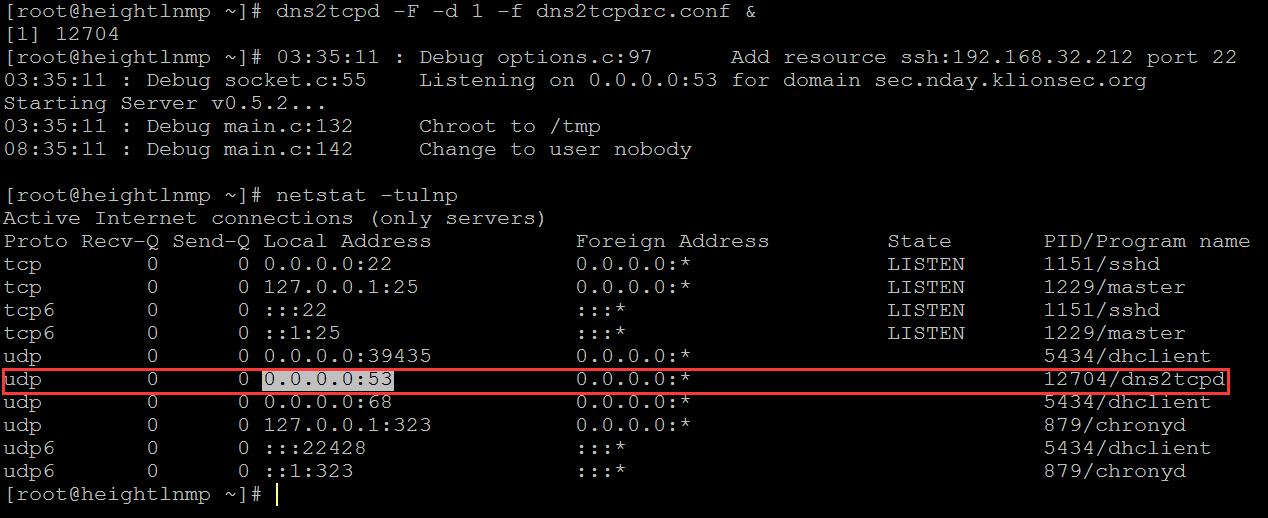 [root@heightlnmp ~]# dns2tcpd -F -d 1 -f dns2tcpdrc.conf &
[1] 12704
[root@heightlnmp ~]# 03:35:11 : Debug options.c:97      Add resource ssh:192.168.32.212 port 22
03:35:11 : Debug socket.c:55    Listening on 0.0.0.0:53 for domain sec.nday.klionsec.org
Starting Server v0.5.2...
03:35:11 : Debug main.c:132     Chroot to /tmp
08:35:11 : Debug main.c:142     Change to user nobody
[root@heightlnmp ~]# netstat -tulnp
Active Internet connections (only servers)
Proto Recv-Q Send-Q Local Address           Foreign Address         State       PID/Program name
tcp        0      0 0.0.0.0:22              0.0.0.0:*               LISTEN      1151/sshd
tcp        0      0 127.0.0.1:25            0.0.0.0:*               LISTEN      1229/master
tcp6       0      0 :::22                   :::*                    LISTEN      1151/sshd
tcp6       0      0 ::1:25                  :::*                    LISTEN      1229/master
udp        0      0 0.0.0.0:39435           0.0.0.0:*                           5434/dhclient
udp        0      0 0.0.0.0:53              0.0.0.0:*                           12704/dns2tcpd
udp        0      0 0.0.0.0:68              0.0.0.0:*                           5434/dhclient
udp        0      0 127.0.0.1:323           0.0.0.0:*                           879/chronyd
udp6       0      0 :::22428                :::*                                5434/dhclient
udp6       0      0 ::1:323                 :::*                                879/chronyd
[root@heightlnmp ~]#